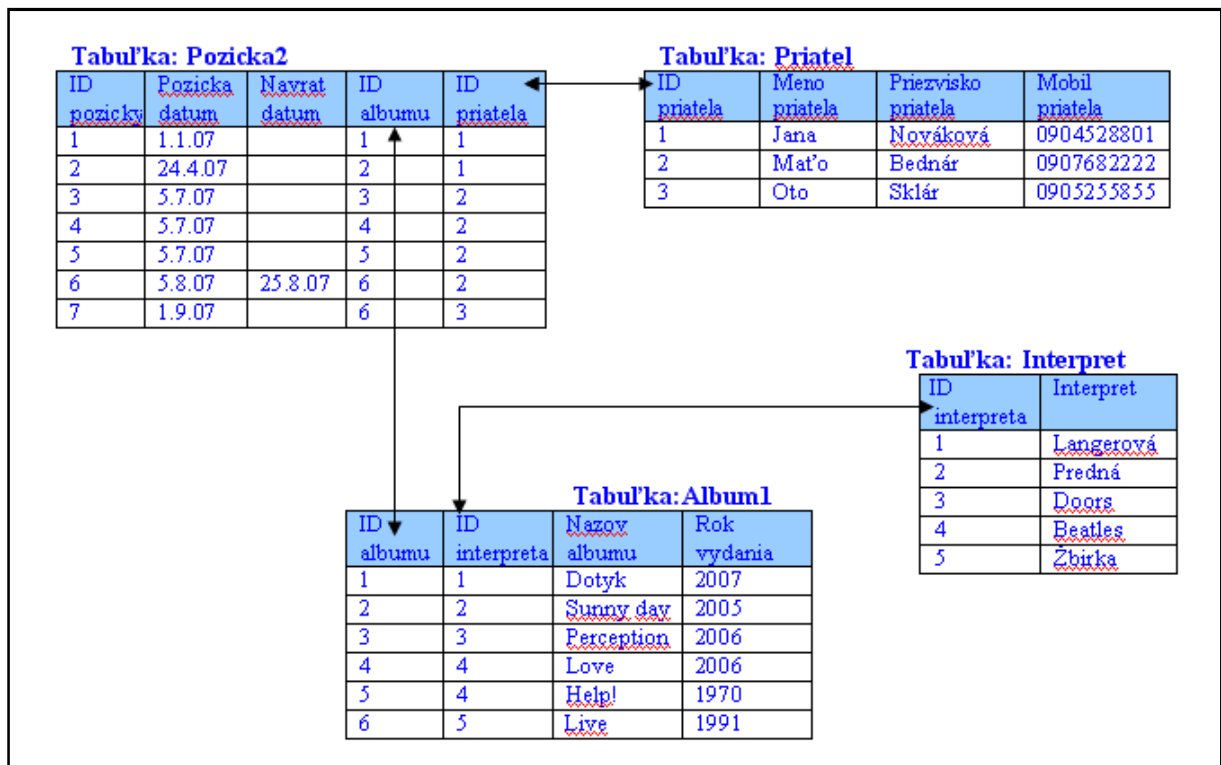 Tabuľka: Pozicka2
ID pozicky Pozicka datum Navrat datum ID albumu ID priatela
1 1.1.07 1 1
2 24.4.07 2 1
3 5.7.07 3 2
4 5.7.07 4 2
5 5.7.07 5 2
6 5.8.07 25.8.07 6 2
7 1.9.07 6 3
Tabuľka: Priatel
ID priatela Meno priatela Priezvisko priatela Mobil priatela
1 Jana Nováková 0904528801
2 Maťo Bednár 0907682222
3 Oto Sklár 0905255855
Tabuľka: Interpret
ID interpreta Interpret
1 Langerová
2 Predná
3 Doors
4 Beatles
5 Žbirka
Tabuľka:Album1
ID albumu ID interpreta Nazov albumu Rok vydania
1 1 Dotyk 2007
2 2 Sunny day 2005
3 3 Perception 2006
4 4 Love 2006
5 4 Help! 1970
6 5 Live 1991